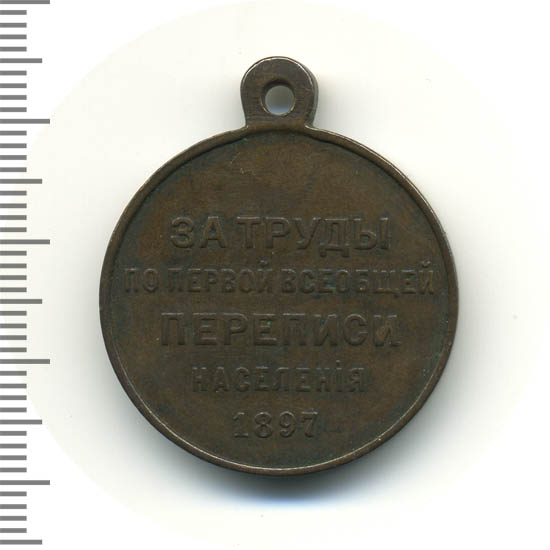 ЗА ТРУДЫ
ПО ПЕРВОЙ ВСЕОБЩЕЙ
ПЕРЕПИСИ
НАСЕЛЕНІЯ
1897